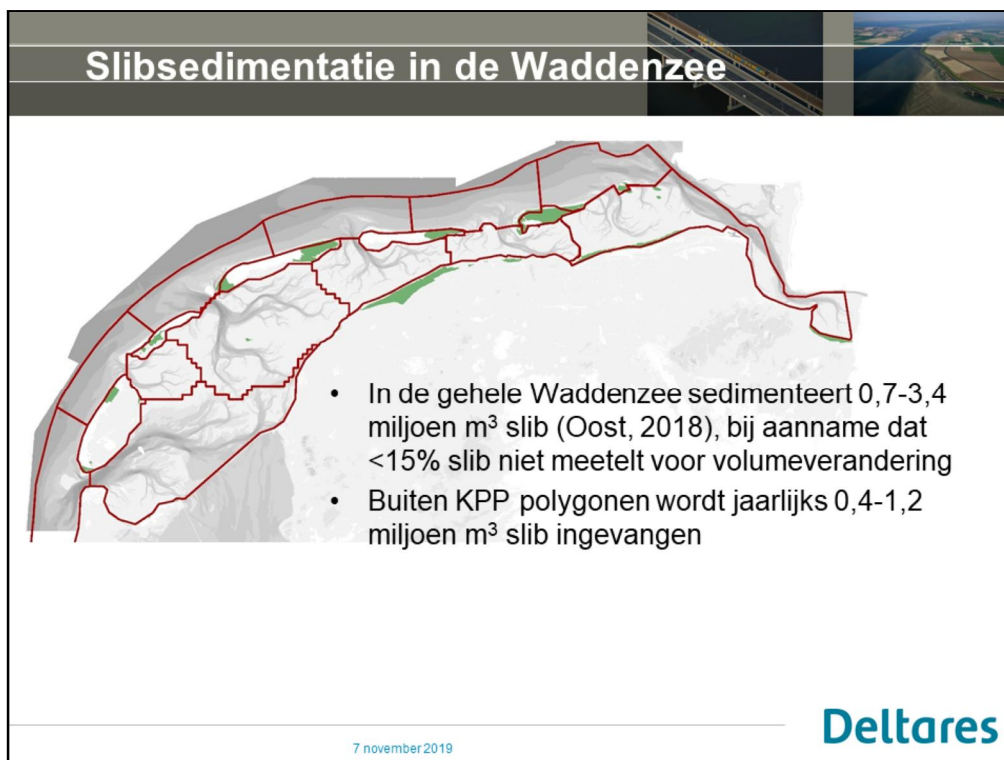 Slibsedimentatie in de Waddenzee
• In de gehele Waddenzee sedimenteert 0,7-3,4
miljoen m³ slib (Oost, 2018), bij aanname dat
<15% slib niet meetelt voor volumeverandering
• Buiten KPP polygonen wordt jaarlijks 0,4-1,2
miljoen m³ slib ingevangen
7 november 2019
Deltares